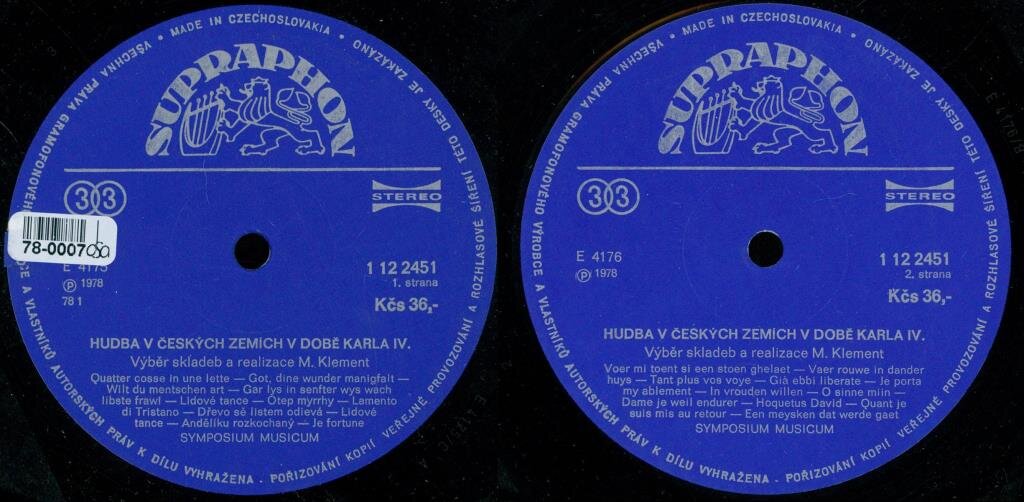 VŠECHNA PRÁVA GRAMOFONOVÉHO VÝROBCE A VLASTNÍKŮ AUTORSKÝCH PRÁV K DÍLU VYHRAŽENA · POŘIZOVÁNÍ KOPIÍ VEŘEJNÉ PROVOZOVÁNÍ A ROZHLASOVÉ ŠÍŘENÍ TÉTO DESKY JE ZAKÁZÁNO • MADE IN CZECHOSLOVAKIA •
SUPRAPHON
33
STEREO
78-0007
E 4175
Ⓟ 1978
78 1
1 12 2451
1. strana
Kčs 36,-
HUDBA V ČESKÝCH ZEMÍCH V DOBĚ KARLA IV.
Výběr skladeb a realizace M. Klement
Quatter cosse in une lette — Got, dine wunder manigfalt —
Wilt du mentschen art — Gar lys in senfter wys wach
libste frawl — Lidové tance — Otep myrrhy — Lamento
di Tristano — Dřevo sě listem odievá — Lidové
tance — Andělíku rozkochaný — Je fortune
SYMPOSIUM MUSICUM
VŠECHNA PRÁVA GRAMOFONOVÉHO VÝROBCE A VLASTNÍKŮ AUTORSKÝCH PRÁV K DÍLU VYHRAŽENA · POŘIZOVÁNÍ KOPIÍ VEŘEJNÉ PROVOZOVÁNÍ A ROZHLASOVÉ ŠÍŘENÍ TÉTO DESKY JE ZAKÁZÁNO • MADE IN CZECHOSLOVAKIA •
SUPRAPHON
33
STEREO
E 4176
Ⓟ 1978
1 12 2451
2. strana
Kčs 36,-
HUDBA V ČESKÝCH ZEMÍCH V DOBĚ KARLA IV.
Výběr skladeb a realizace M. Klement
Voer mi toent si een stoen ghelaet — Vaer rouwe in dander
huys — Tant plus vos voye — Già ebbi liberate — Je porta
my ablement — In vrouden willen — O sinne miin —
Dame je weil endurer — Hoquetus David — Quant je
suis mis au retour — Een meysken dat werde gaet
SYMPOSIUM MUSICUM